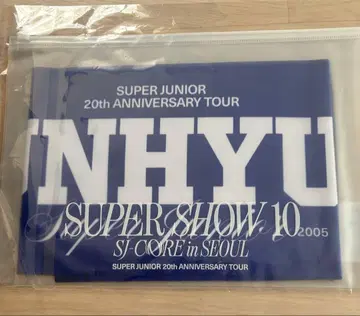 SUPER JUNIOR
20th ANNIVERSARY TOUR
NHYU
SUPER SHOW 10
2005
SJ-CORE in SEOUL
SUPER JUNIOR 20th ANNIVERSARY TOUR